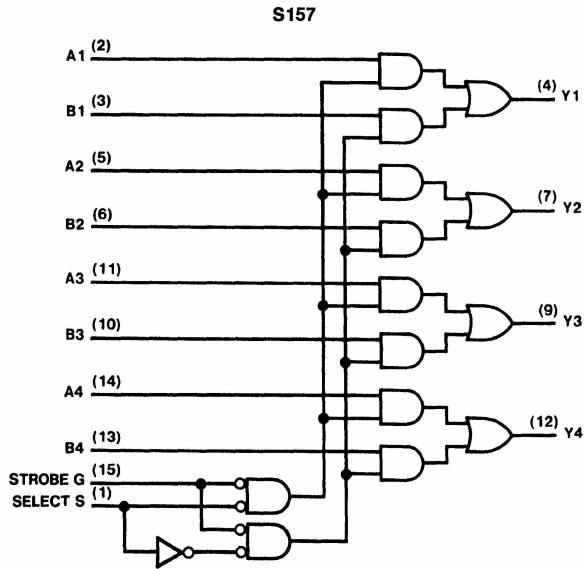 S157
A1 (2)
(4) Y1
B1 (3)
A2 (5)
(7) Y2
B2 (6)
A3 (11)
(9) Y3
B3 (10)
A4 (14)
(12) Y4
B4 (13)
STROBE G (15)
SELECT S (1)